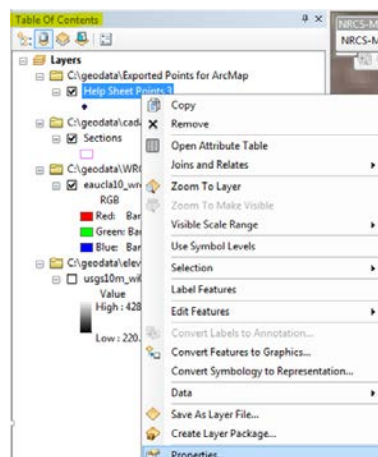 Table Of Contents
Layers
C:\geodata\Exported Points for ArcMap
Help Sheet Points 3
C:\geodata\cad
Sections
C:\geodata\WRO
eaucla10_wro
RGB
Red: Bar
Green: Bar
Blue: Bar
C:\geodata\elev
usgs10m_wi
Value
High : 428
Low : 220.
Copy
Remove
Open Attribute Table
Joins and Relates
Zoom To Layer
Zoom To Make Visible
Visible Scale Range
Use Symbol Levels
Selection
Label Features
Edit Features
Convert Labels to Annotation...
Convert Features to Graphics...
Convert Symbology to Representation...
Data
Save As Layer File...
Create Layer Package...
Properties
NRCS-M
NRCS-M